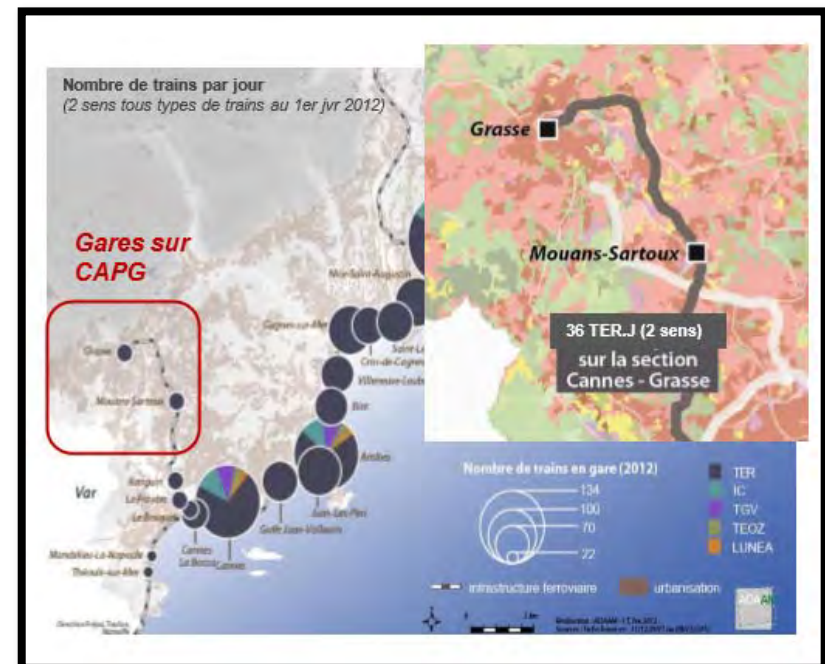 Nombre de trains par jour
(2 sens tous types de trains au 1er jvr 2012)
Gares sur
CAPG
Grasse
Mouans-Sartoux
36 TER.J (2 sens)
sur la section
Cannes - Grasse
Grasse
Mouans-Sartoux
Cagnes-sur-Mer
Villeneuve-Loubet
Biot
Antibes
Juan-Les-Pins
Golfe Juan-Vallauris
Ranguin
Var
Le Bosquet
Cannes
La Bocca
Cannes
Mandelieu-La-Napoule
Théoule-sur-Mer
Nombre de trains en gare (2012)
134
100
70
22
TER
IC
TGV
TEOZ
LUNEA
infrastructure ferroviaire
urbanisation